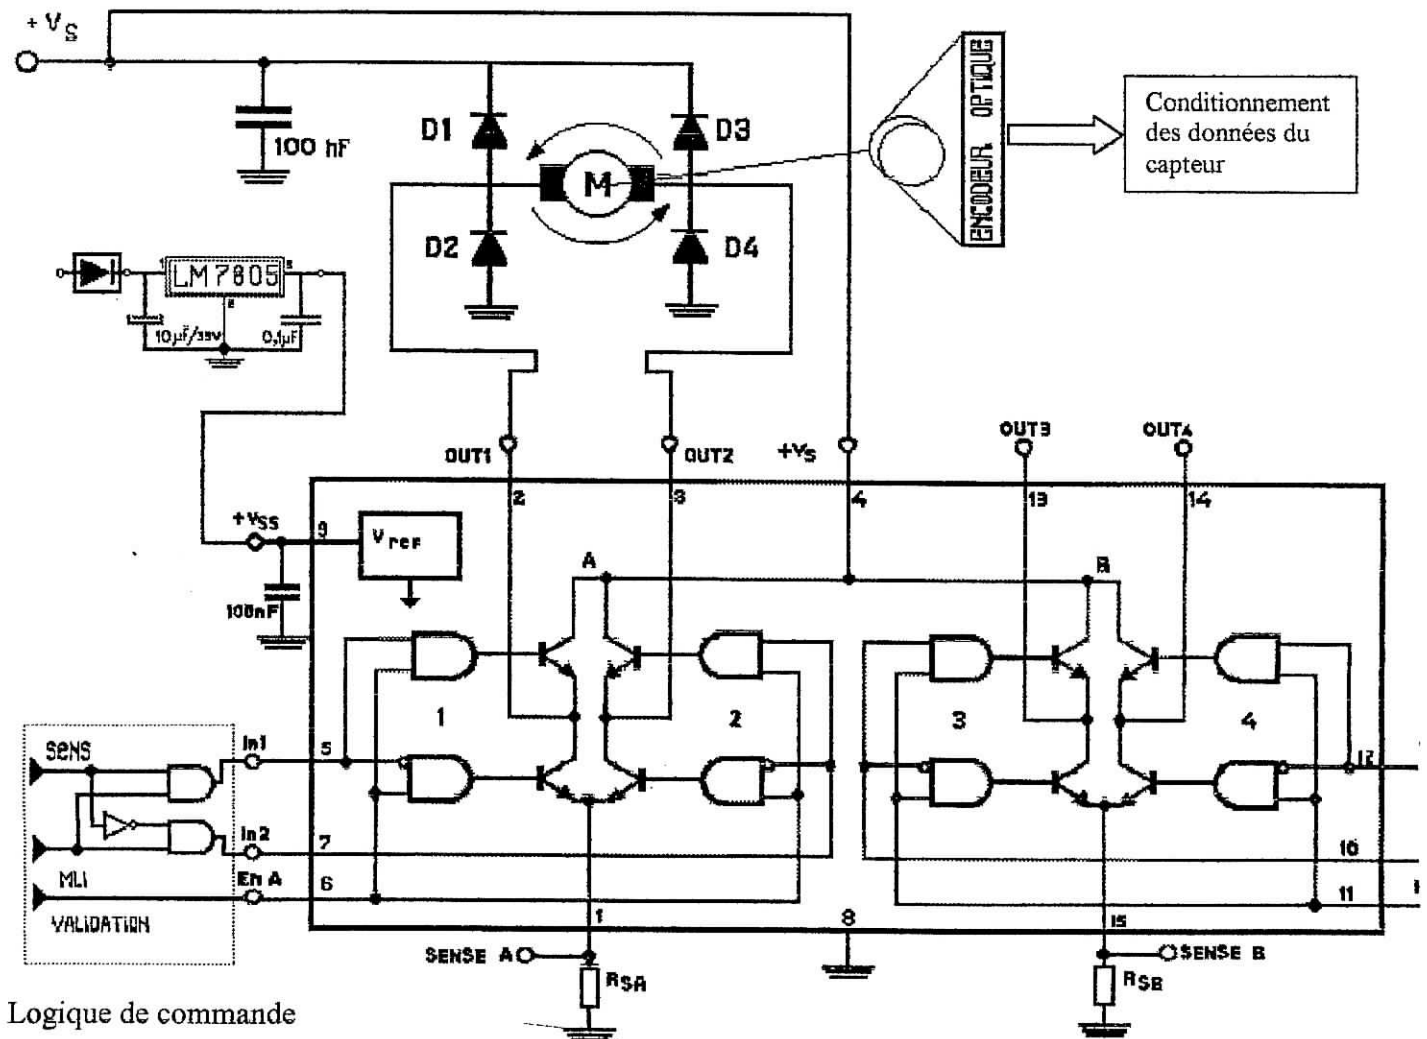 + Vs
100 nF
D1
D3
M
D2
D4
ENCODEUR OPTIQUE
Conditionnement
des données du
capteur
1
LM7805
3
2
10µF/35V
0,1µF
OUT1
OUT2
+Vs
OUT3
OUT4
2
3
4
13
14
+Vss
9
Vref
100nF
A
B
1
2
3
4
SENS
In1
5
12
In2
7
10
MLI
En A
6
11
VALIDATION
1
8
15
SENSE A
SENSE B
RSA
RSB
Logique de commande